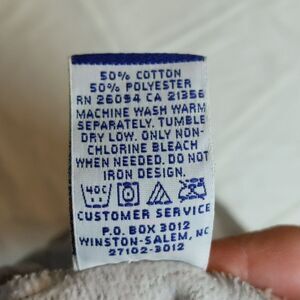 50% COTTON
50% POLYESTER
RN 26094 CA 21356
MACHINE WASH WARM
SEPARATELY. TUMBLE
DRY LOW. ONLY NON-
CHLORINE BLEACH
WHEN NEEDED. DO NOT
IRON DESIGN.
40C
CUSTOMER SERVICE
P.O. BOX 3012
WINSTON-SALEM, NC
27102-3012